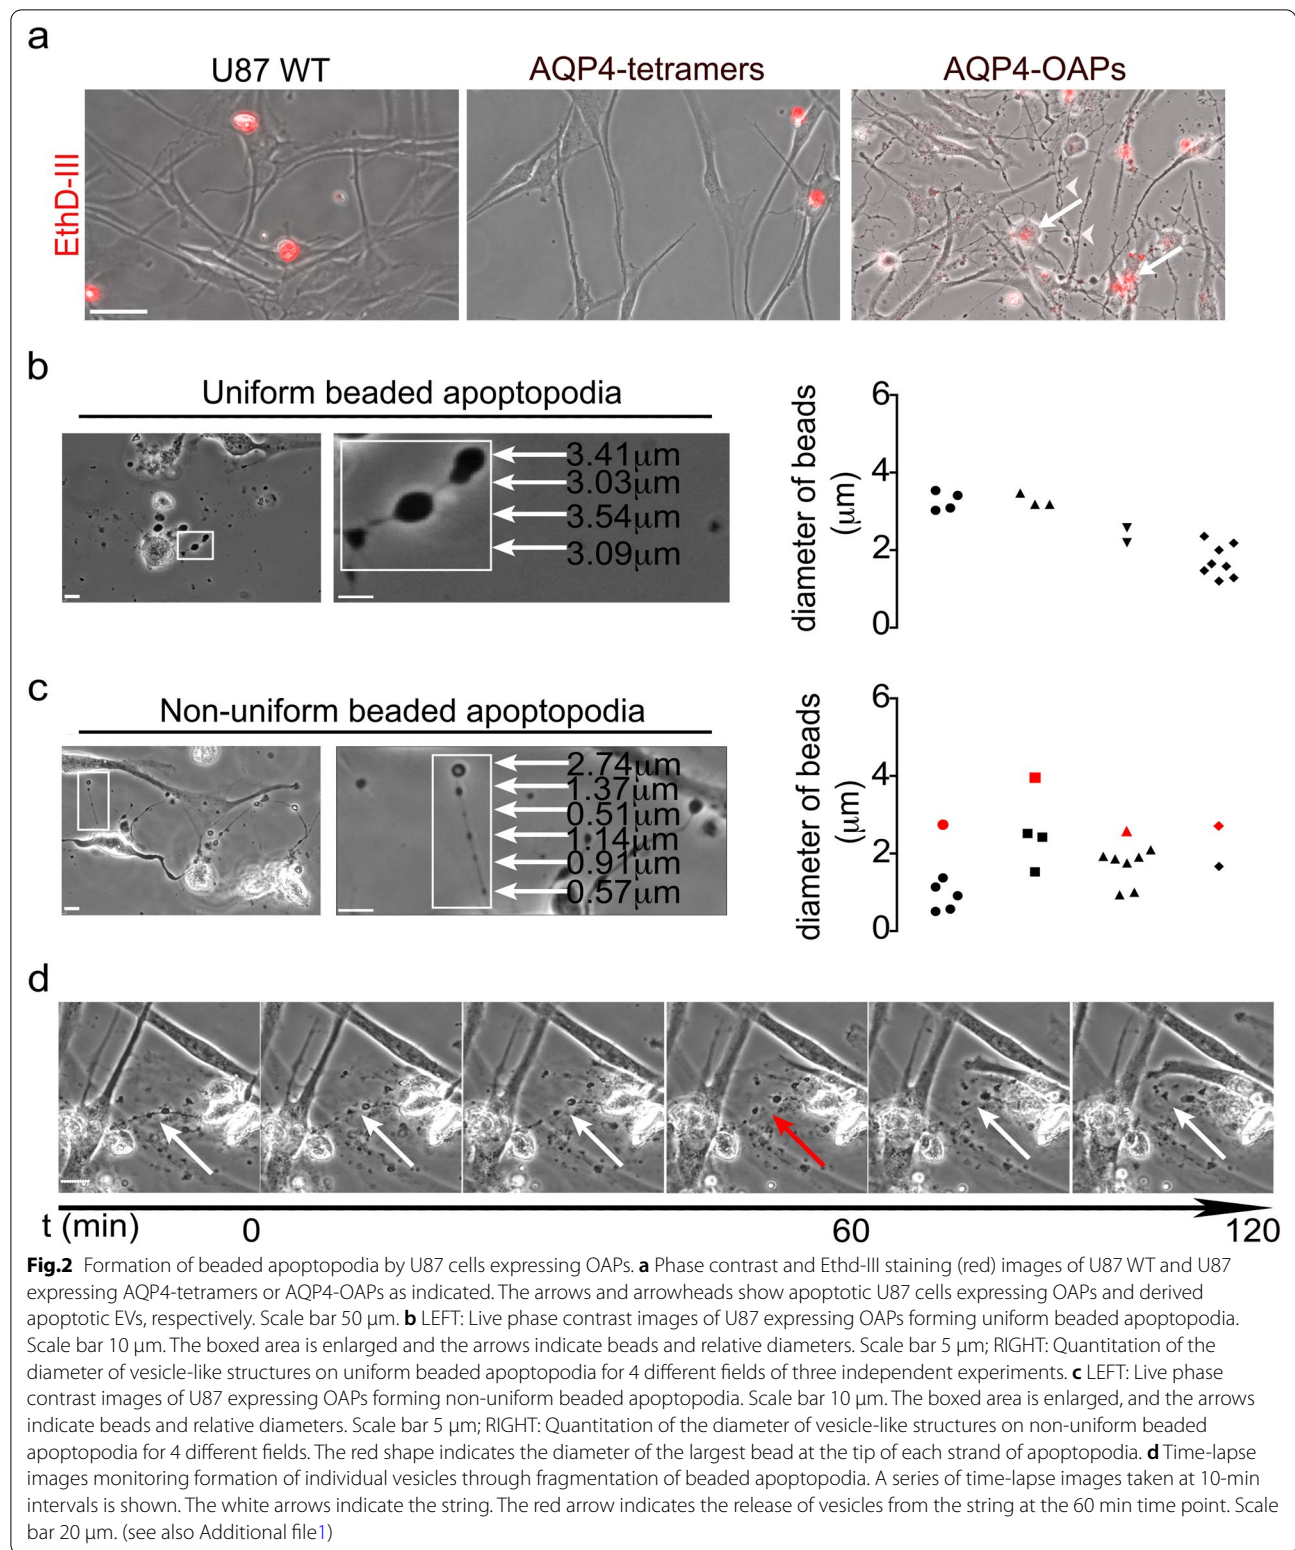 a
U87 WT
AQP4-tetramers
AQP4-OAPs
EthD-III
b
Uniform beaded apoptopodia
3.41μm
3.03μm
3.54μm
3.09μm
diameter of beads
(μm)
6
4
2
0
c
Non-uniform beaded apoptopodia
2.74μm
1.37μm
0.51μm
1.14μm
0.91μm
0.57μm
diameter of beads
(μm)
6
4
2
0
d
t (min)
0
60
120
Fig.2 Formation of beaded apoptopodia by U87 cells expressing OAPs. a Phase contrast and Ethd-III staining (red) images of U87 WT and U87
expressing AQP4-tetramers or AQP4-OAPs as indicated. The arrows and arrowheads show apoptotic U87 cells expressing OAPs and derived
apoptotic EVs, respectively. Scale bar 50 μm. b LEFT: Live phase contrast images of U87 expressing OAPs forming uniform beaded apoptopodia.
Scale bar 10 μm. The boxed area is enlarged and the arrows indicate beads and relative diameters. Scale bar 5 μm; RIGHT: Quantitation of the
diameter of vesicle-like structures on uniform beaded apoptopodia for 4 different fields of three independent experiments. c LEFT: Live phase
contrast images of U87 expressing OAPs forming non-uniform beaded apoptopodia. Scale bar 10 μm. The boxed area is enlarged, and the arrows
indicate beads and relative diameters. Scale bar 5 μm; RIGHT: Quantitation of the diameter of vesicle-like structures on non-uniform beaded
apoptopodia for 4 different fields. The red shape indicates the diameter of the largest bead at the tip of each strand of apoptopodia. d Time-lapse
images monitoring formation of individual vesicles through fragmentation of beaded apoptopodia. A series of time-lapse images taken at 10-min
intervals is shown. The white arrows indicate the string. The red arrow indicates the release of vesicles from the string at the 60 min time point. Scale
bar 20 μm. (see also Additional file1)